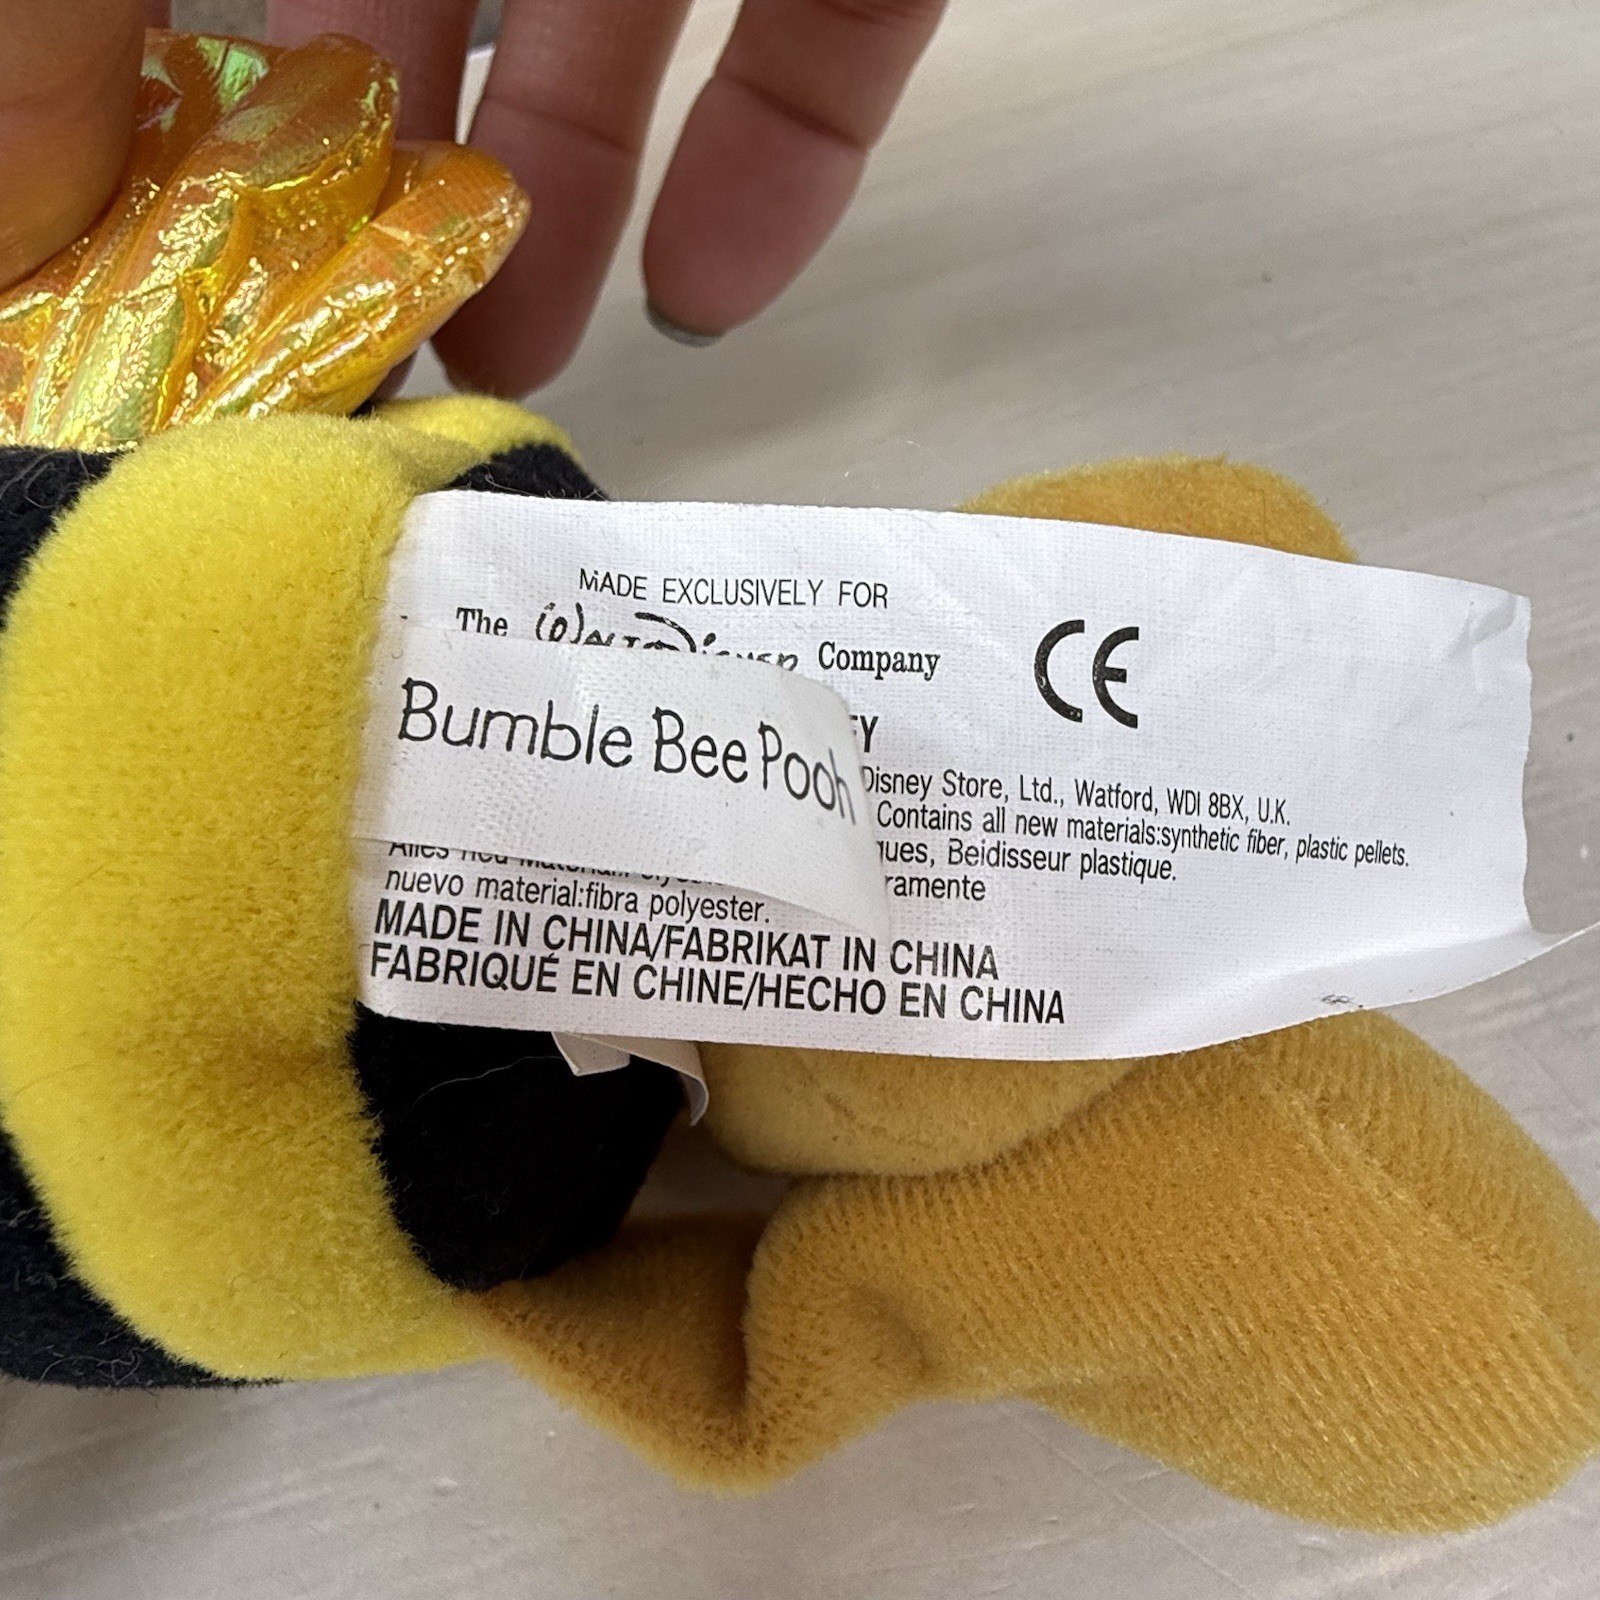 MADE EXCLUSIVELY FOR
The Walt Disney Company
CE
Bumble Bee Pooh
Disney Store, Ltd., Watford, WDI 8BX, U.K.
Contains all new materials:synthetic fiber, plastic pellets.
Beidisseur plastique.
nuevo material:fibra polyester.
MADE IN CHINA/FABRIKAT IN CHINA
FABRIQUÉ EN CHINE/HECHO EN CHINA